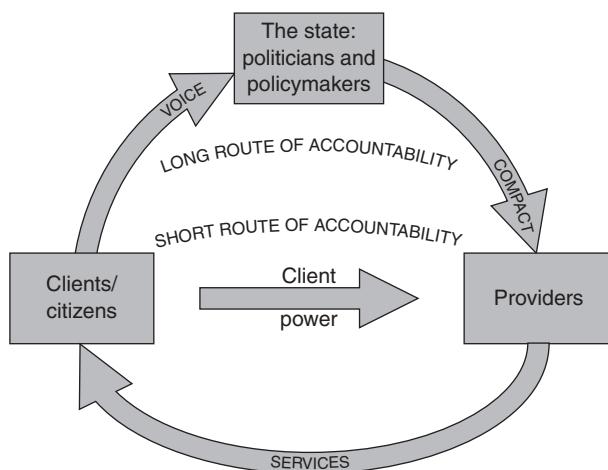 The state:
politicians and
policymakers
VOICE
COMPACT
LONG ROUTE OF ACCOUNTABILITY
SHORT ROUTE OF ACCOUNTABILITY
Clients/
citizens
Client
power
Providers
SERVICES